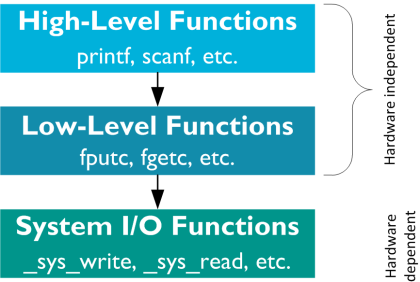 High-Level Functions
printf, scanf, etc.
Hardware independent
Low-Level Functions
fputc, fgetc, etc.
System I/O Functions
_sys_write, _sys_read, etc.
Hardware
dependent